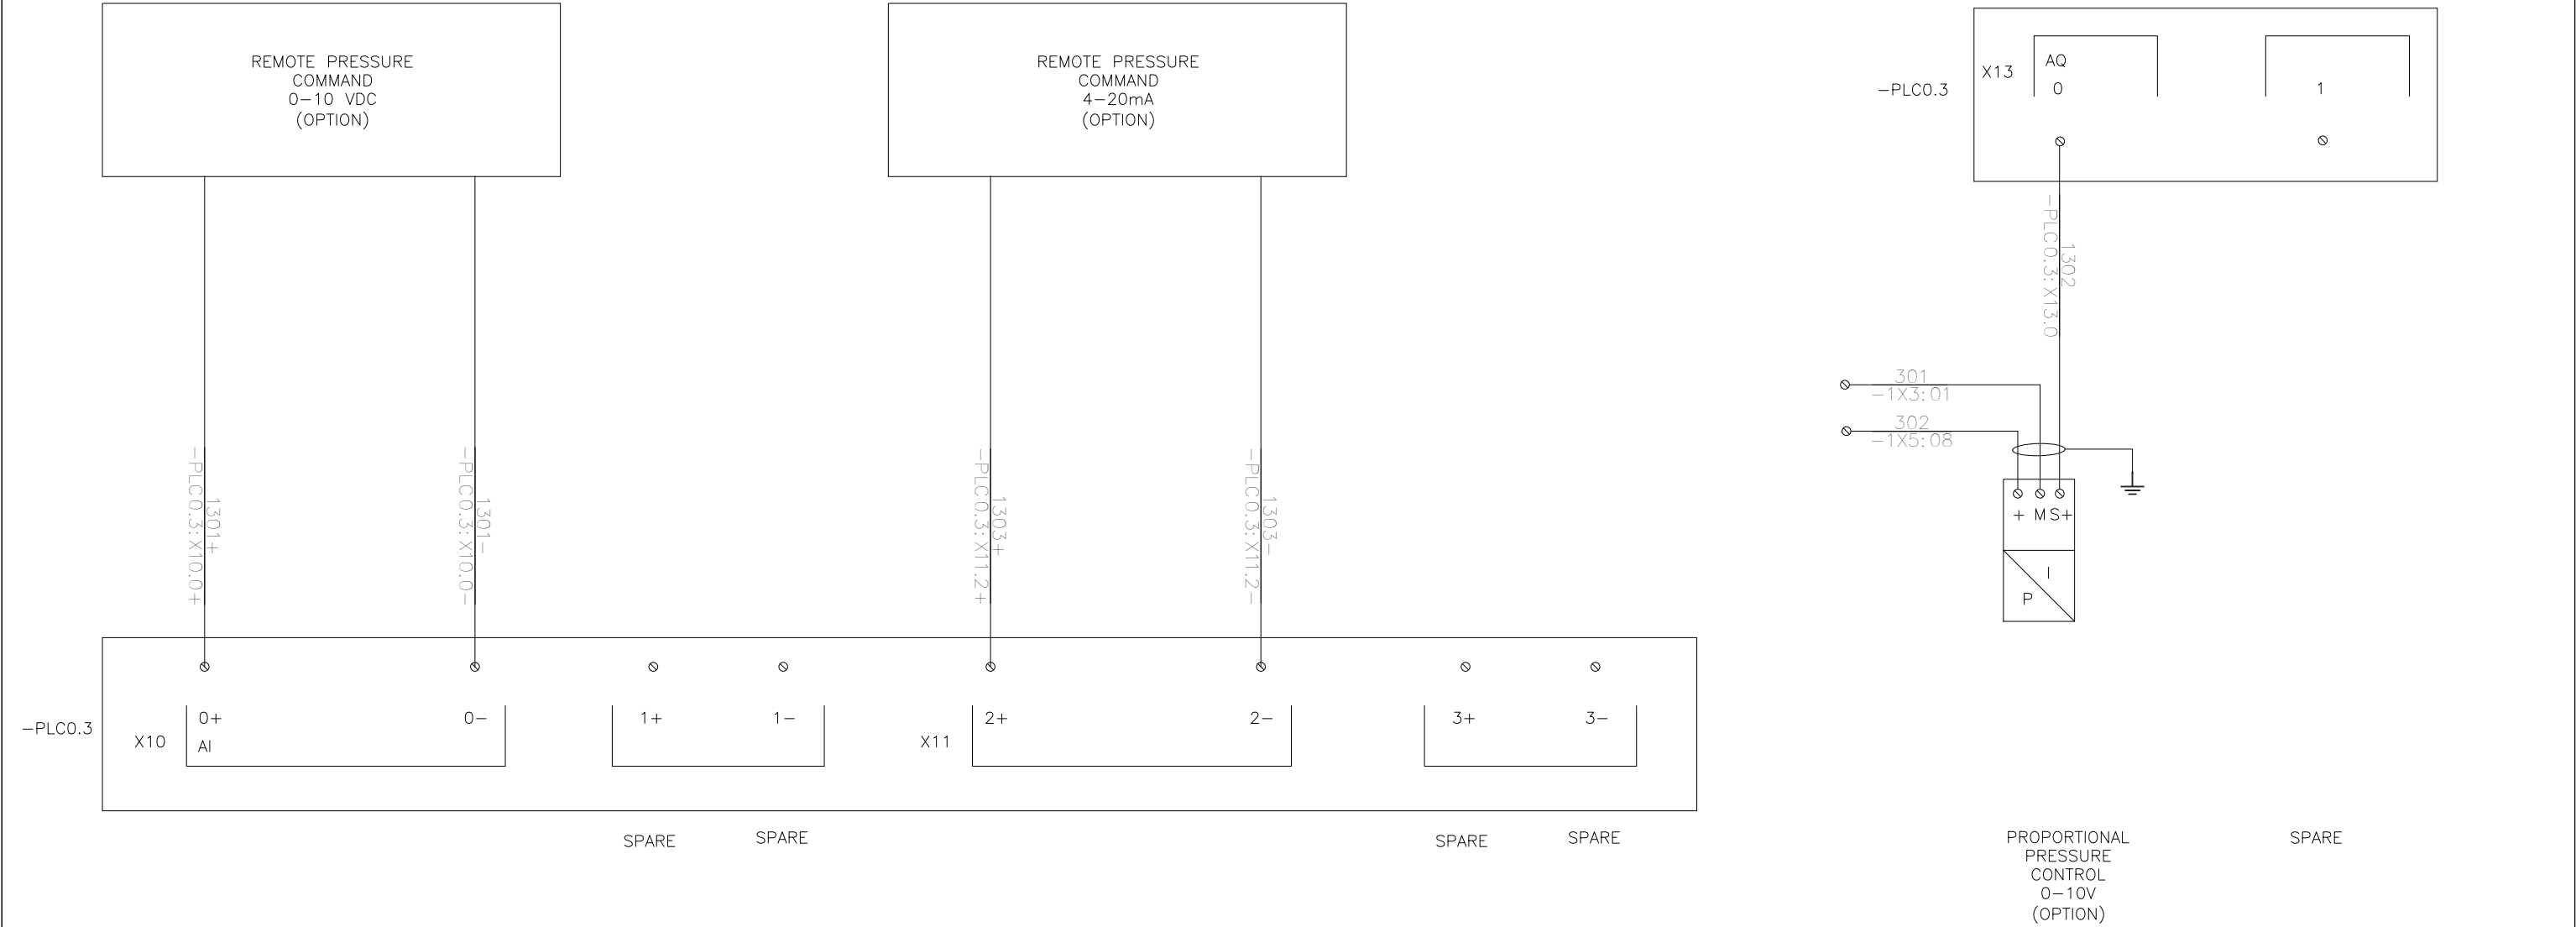 REMOTE PRESSURE
COMMAND
0-10 VDC
(OPTION)
REMOTE PRESSURE
COMMAND
4-20mA
(OPTION)
-PLC0.3
X13
AQ
0
1
-PLC0.3:X13.0
1302
301
-1X3:01
302
-1X5:08
+ M S+
I
P
-PLC0.3:X10.0+
1301+
-PLC0.3:X10.0-
1301-
-PLC0.3:X11.2+
1303+
-PLC0.3:X11.2-
1303-
-PLC0.3
X10
0+
0-
AI
1+
1-
X11
2+
2-
3+
3-
SPARE
SPARE
SPARE
SPARE
PROPORTIONAL
PRESSURE
CONTROL
0-10V
(OPTION)
SPARE